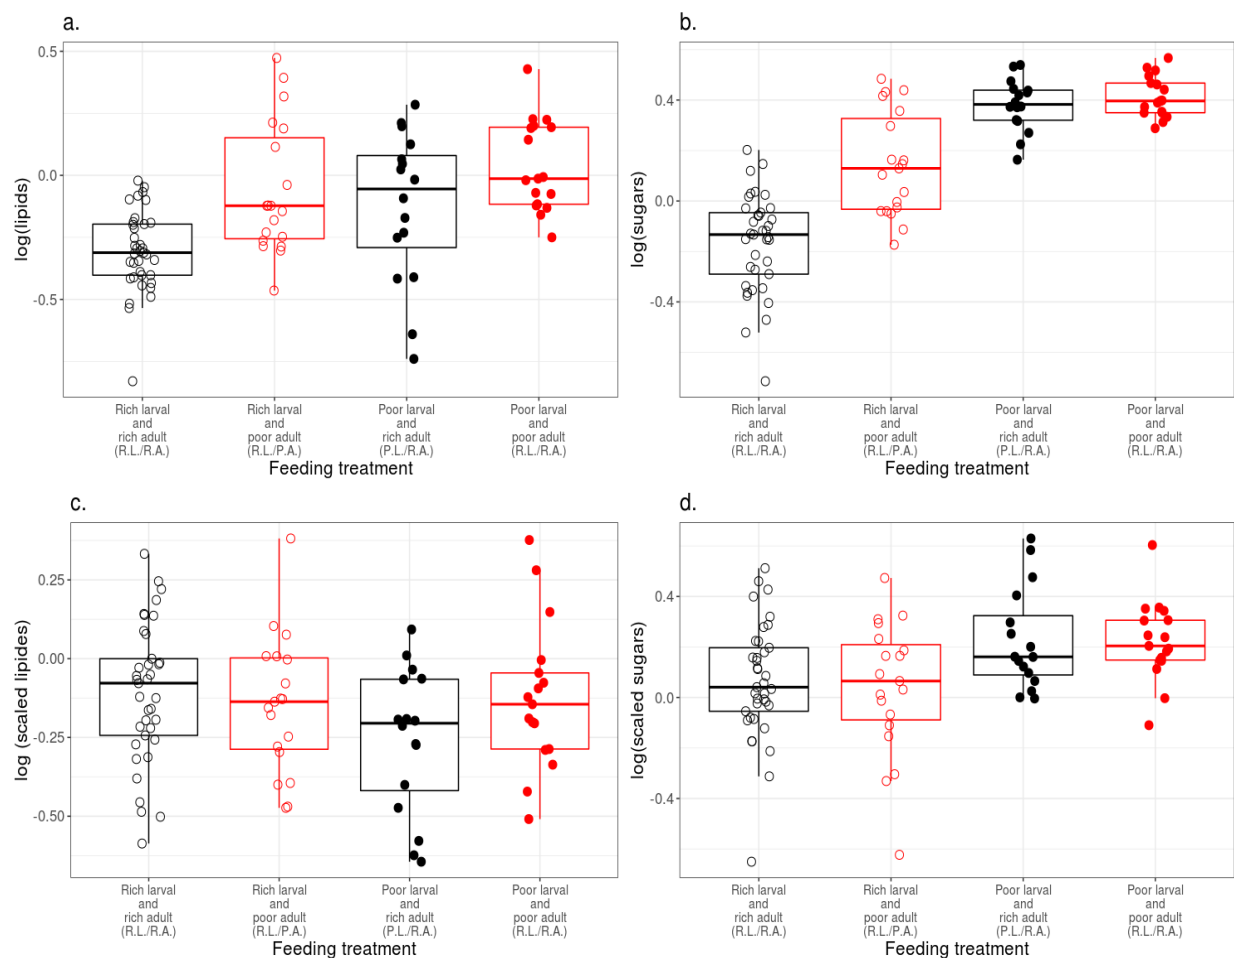 a.
log(lipids)
0.5
0.0
-0.5
Rich larval
and
rich adult
(R.L./R.A.)
Rich larval
and
poor adult
(R.L./P.A.)
Poor larval
and
rich adult
(P.L./R.A.)
Poor larval
and
poor adult
(R.L./R.A.)
Feeding treatment
b.
log(sugars)
0.4
0.0
-0.4
Rich larval
and
rich adult
(R.L./R.A.)
Rich larval
and
poor adult
(R.L./P.A.)
Poor larval
and
rich adult
(P.L./R.A.)
Poor larval
and
poor adult
(R.L./R.A.)
Feeding treatment
c.
log (scaled lipides)
0.25
0.00
-0.25
-0.50
Rich larval
and
rich adult
(R.L./R.A.)
Rich larval
and
poor adult
(R.L./P.A.)
Poor larval
and
rich adult
(P.L./R.A.)
Poor larval
and
poor adult
(R.L./R.A.)
Feeding treatment
d.
log(scaled sugars)
0.4
0.0
-0.4
Rich larval
and
rich adult
(R.L./R.A.)
Rich larval
and
poor adult
(R.L./P.A.)
Poor larval
and
rich adult
(P.L./R.A.)
Poor larval
and
poor adult
(R.L./R.A.)
Feeding treatment